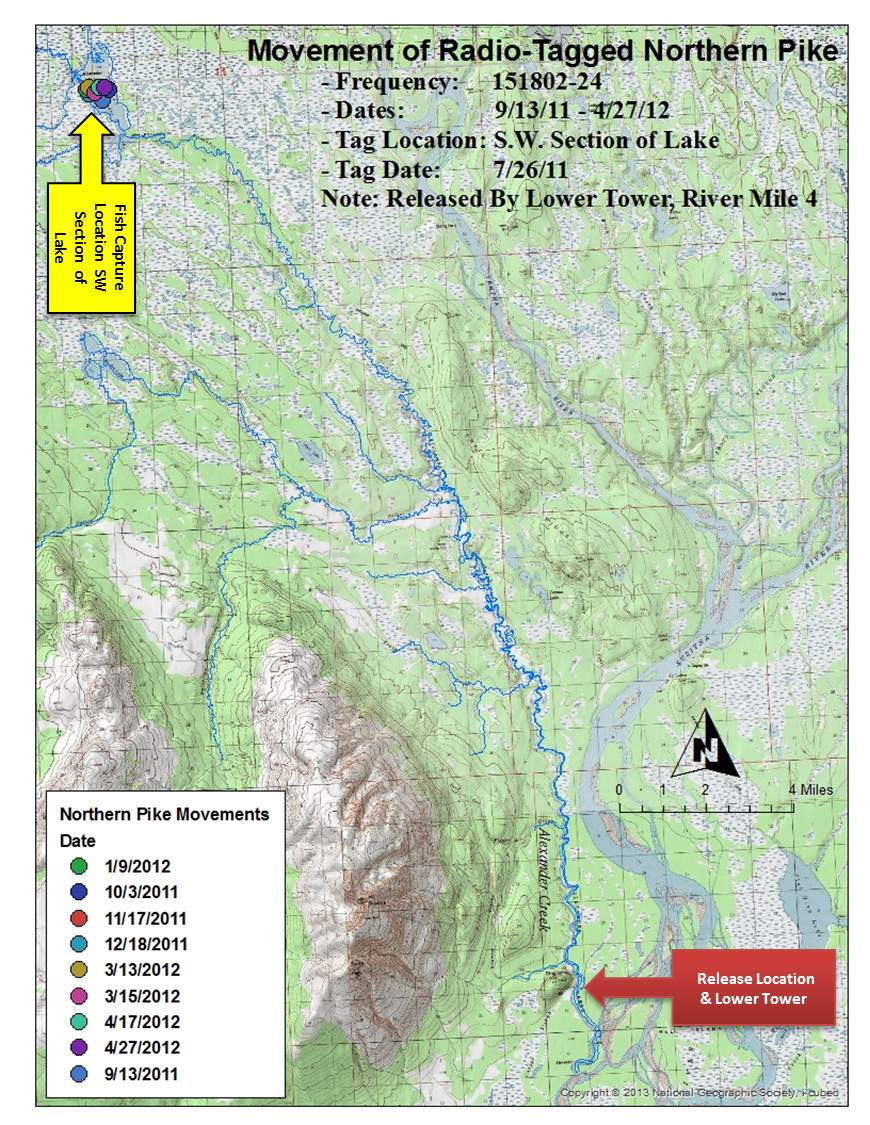 Movement of Radio-Tagged Northern Pike
- Frequency: 151802-24
- Dates: 9/13/11 - 4/27/12
- Tag Location: S.W. Section of Lake
- Tag Date: 7/26/11
Note: Released By Lower Tower, River Mile 4
Fish Capture
Location SW
Section of
Lake
RIVER
RIVER
SUSITNA
N
0 1 2 4 Miles
Alexander Creek
Release Location
& Lower Tower
Northern Pike Movements
Date
1/9/2012
10/3/2011
11/17/2011
12/18/2011
3/13/2012
3/15/2012
4/17/2012
4/27/2012
9/13/2011
Copyright:© 2013 National Geographic Society, i-cubed